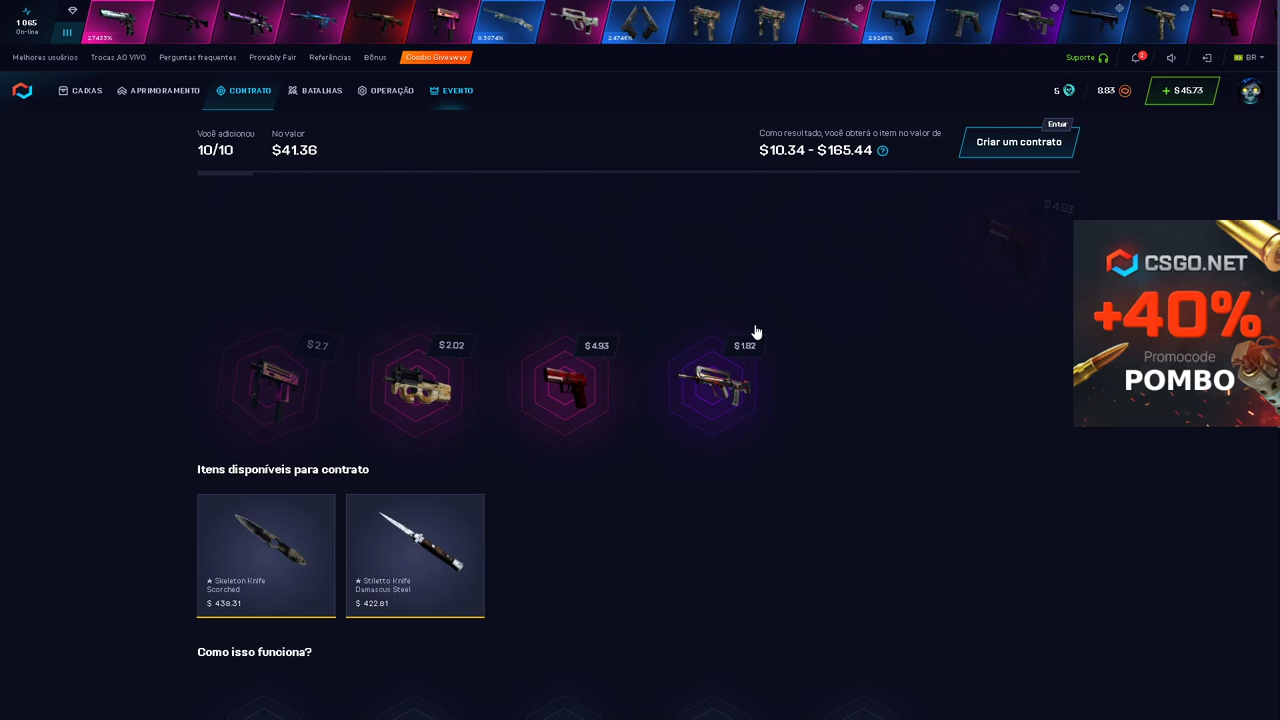 1 065
On-line
27433%
0.3074%
2.4746%
2.9245%
Melhores usuários
Trocas AO VIVO
Perguntas frequentes
Provably Fair
Referências
Bônus
Combo Giveaway
Suporte
2
BR
CAIXAS
APRIMORAMENTO
CONTRATO
BATALHAS
OPERAÇÃO
EVENTO
5
8.83
+ $ 45.73
Você adicionou
10/10
No valor
$41.36
Como resultado, você obterá o item no valor de
$10.34 - $165.44
Enter
Criar um contrato
$4.93
CSGO.NET
+40%
Promocode
POMBO
$2.7
$2.02
$4.93
$1.82
Itens disponíveis para contrato
★ Skeleton Knife
Scorched
$ 438.31
★ Stiletto Knife
Damascus Steel
$ 422.81
Como isso funciona?